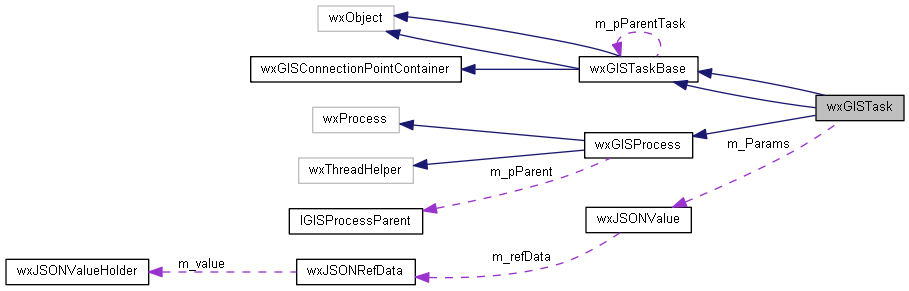 wxObject
m_pParentTask
wxGISConnectionPointContainer
wxGISTaskBase
wxGISTask
wxProcess
wxGISProcess
m_Params
wxThreadHelper
m_pParent
IGISProcessParent
wxJSONValue
m_refData
wxJSONValueHolder
m_value
wxJSONRefData